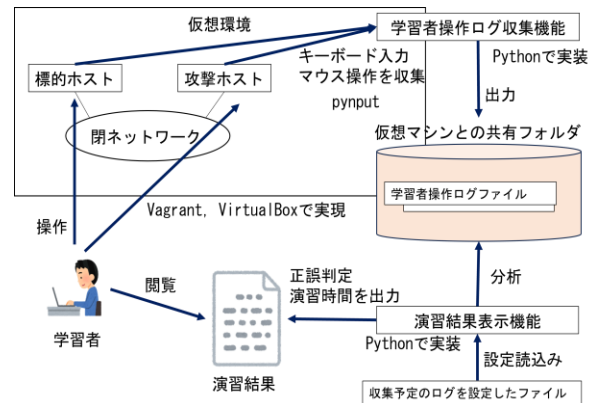 仮想環境
学習者操作ログ収集機能
標的ホスト
攻撃ホスト
キーボード入力
マウス操作を収集
pynput
Pythonで実装
出力
閉ネットワーク
仮想マシンとの共有フォルダ
学習者操作ログファイル
Vagrant, VirtualBoxで実現
操作
学習者
閲覧
演習結果
正誤判定
演習時間を出力
分析
演習結果表示機能
Pythonで実装
設定読込み
収集予定のログを設定したファイル